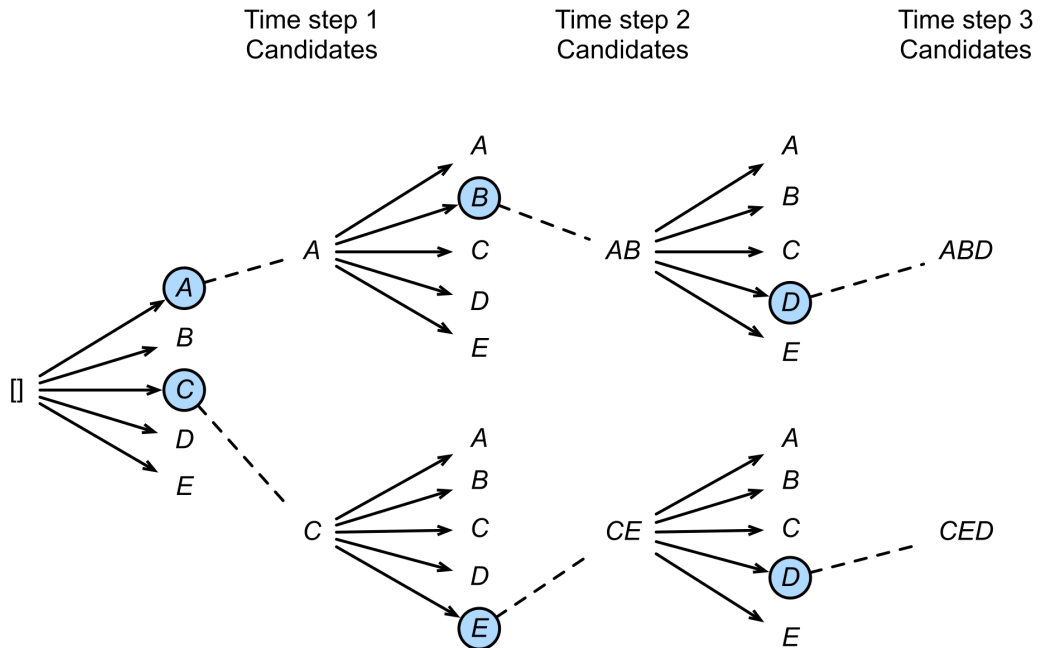 Time step 1
Candidates
Time step 2
Candidates
Time step 3
Candidates
[]
A
B
C
D
E
A
A
B
C
D
E
AB
A
B
C
D
E
ABD
C
A
B
C
D
E
CE
A
B
C
D
E
CED